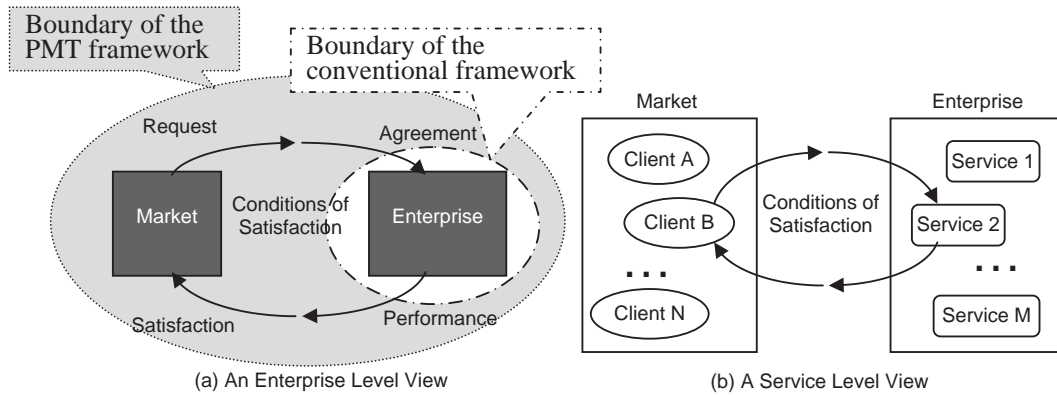 Boundary of the
PMT framework
Boundary of the
conventional framework
Request
Agreement
Market
Conditions of
Satisfaction
Enterprise
Satisfaction
Performance
(a) An Enterprise Level View
Market
Enterprise
Client A
Client B
...
Client N
Conditions of
Satisfaction
Service 1
Service 2
...
Service M
(b) A Service Level View